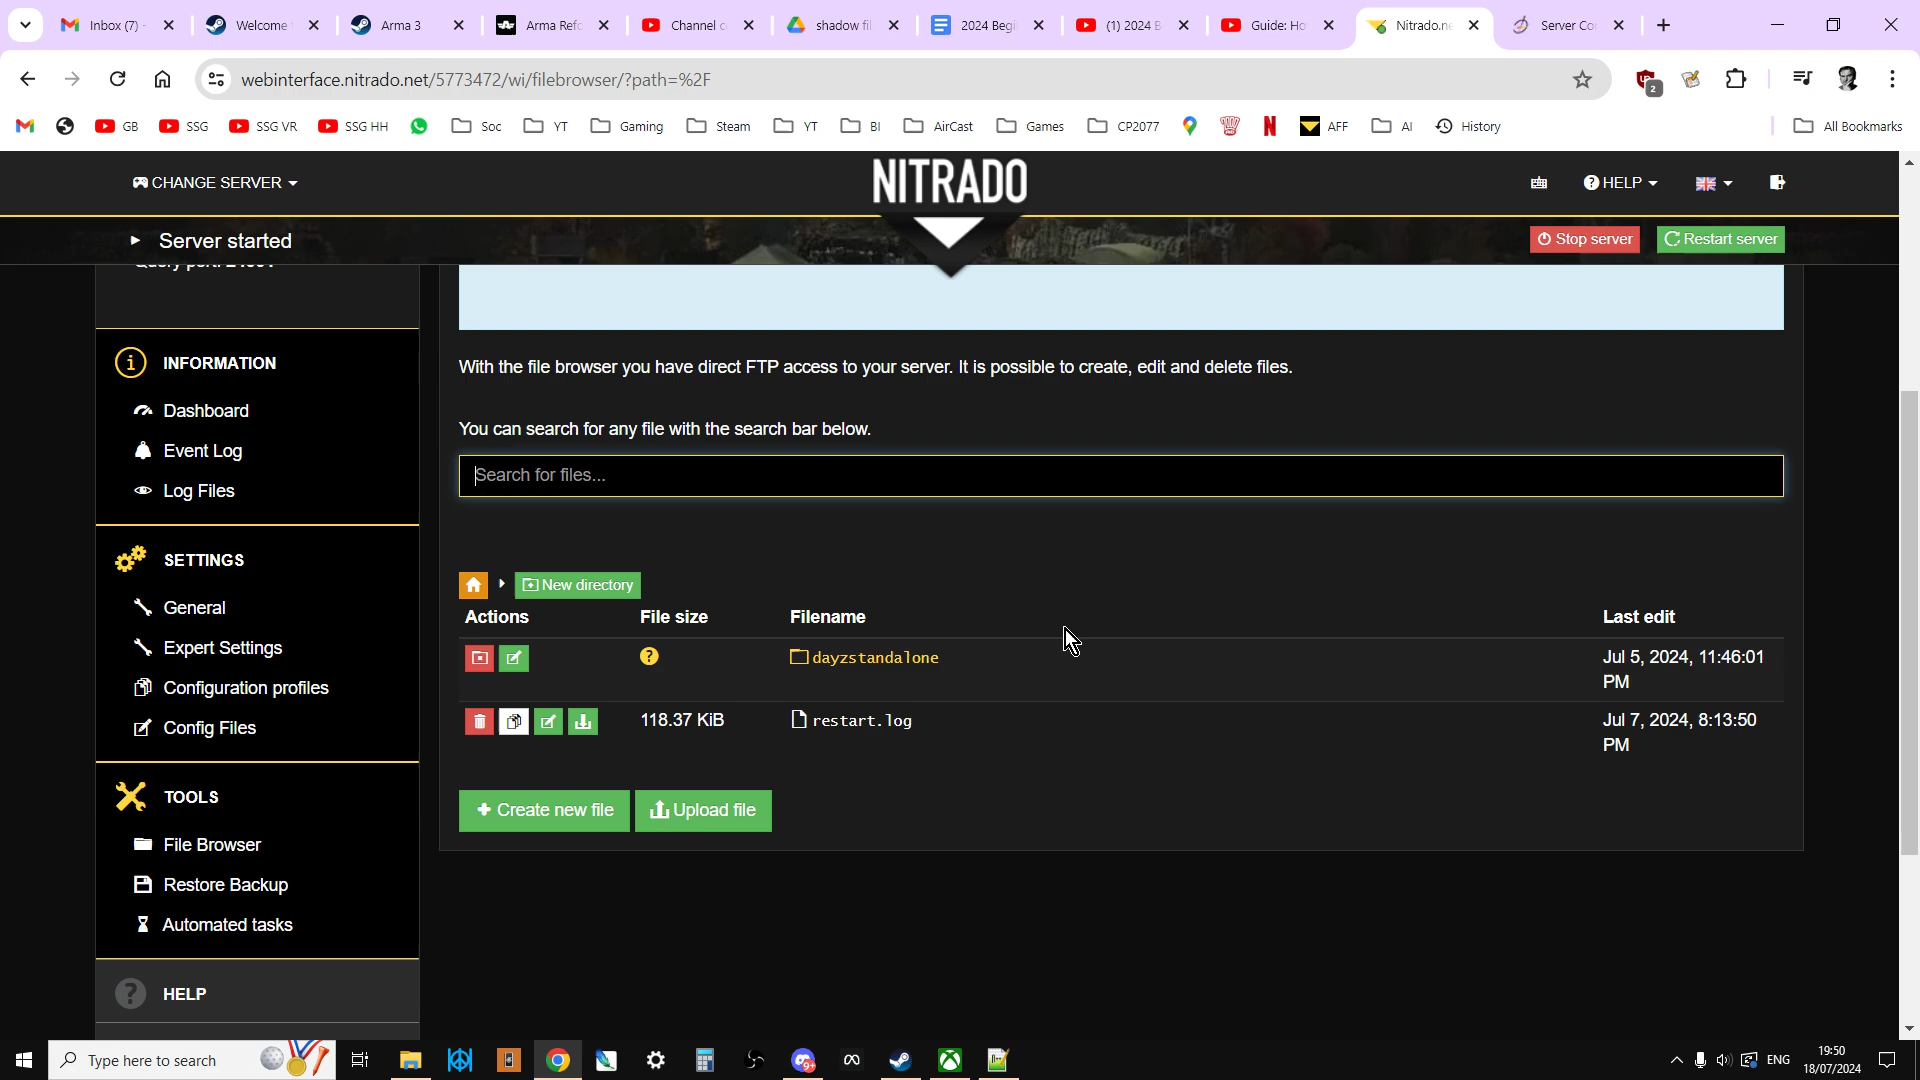 Inbox (7)
Welcome
Arma 3
Arma Refo
Channel c
shadow fil
2024 Begi
(1) 2024 B
Guide: Ho
Nitrado.ne
Server Co
webinterface.nitrado.net/5773472/wi/filebrowser/?path=%2F
2
GB
SSG
SSG VR
SSG HH
Soc
YT
Gaming
Steam
YT
BI
AirCast
Games
CP2077
AFF
AI
History
All Bookmarks
CHANGE SERVER
NITRADO
HELP
Server started
Stop server
Restart server
INFORMATION
Dashboard
Event Log
Log Files
SETTINGS
General
Expert Settings
Configuration profiles
Config Files
TOOLS
File Browser
Restore Backup
Automated tasks
HELP
With the file browser you have direct FTP access to your server. It is possible to create, edit and delete files.
You can search for any file with the search bar below.
Search for files...
New directory
Actions File size Filename Last edit
dayzstandalone Jul 5, 2024, 11:46:01 PM
118.37 KiB restart.log Jul 7, 2024, 8:13:50 PM
Create new file
Upload file
Type here to search
ENG
19:50
18/07/2024